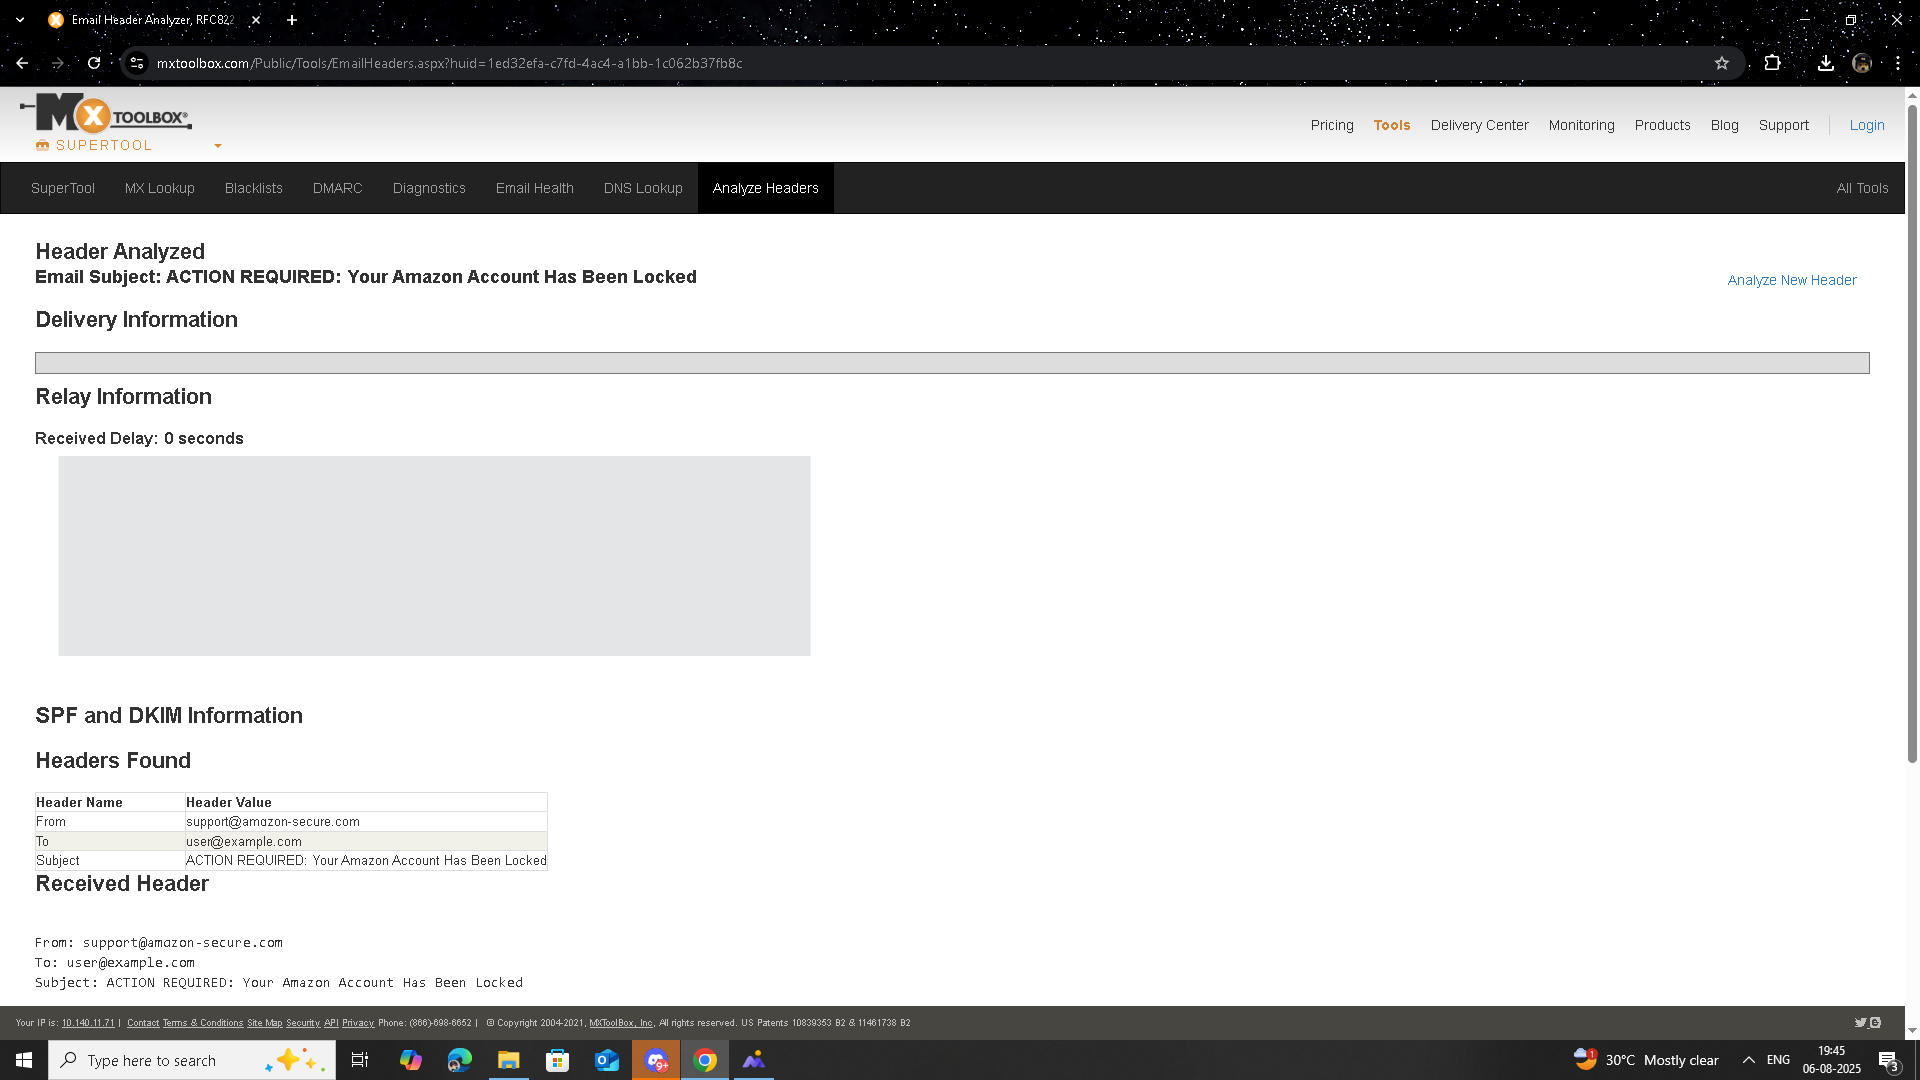 Email Header Analyzer, RFC822
mxtoolbox.com/Public/Tools/EmailHeaders.aspx?huid=1ed32efa-c7fd-4ac4-a1bb-1c062b37fb8c
MX TOOLBOX®
SUPERTOOL
Pricing Tools Delivery Center Monitoring Products Blog Support Login
SuperTool MX Lookup Blacklists DMARC Diagnostics Email Health DNS Lookup Analyze Headers All Tools
Header Analyzed
Email Subject: ACTION REQUIRED: Your Amazon Account Has Been Locked
Analyze New Header
Delivery Information
Relay Information
Received Delay: 0 seconds
SPF and DKIM Information
Headers Found
Header Name Header Value
From support@amɑzon-secure.com
To user@example.com
Subject ACTION REQUIRED: Your Amazon Account Has Been Locked
Received Header
From: support@amɑzon-secure.com
To: user@example.com
Subject: ACTION REQUIRED: Your Amazon Account Has Been Locked
Your IP is: 10.140.11.71 | Contact Terms & Conditions Site Map Security API Privacy Phone: (866)-698-6652 | © Copyright 2004-2021, MXToolBox, Inc, All rights reserved. US Patents 10839353 B2 & 11461738 B2
Type here to search
9+
1
30°C Mostly clear
ENG
19:45
06-08-2025
3